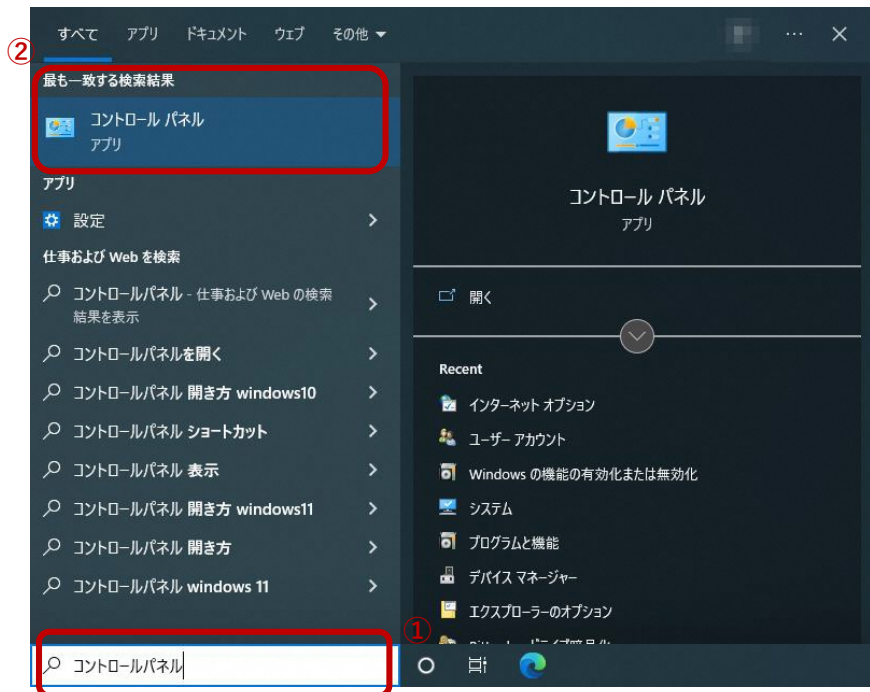 すべて アプリ ドキュメント ウェブ その他 ▼ … ×
②
最も一致する検索結果
コントロール パネル
アプリ
アプリ
設定
仕事および Web を検索
コントロールパネル - 仕事および Web の検索
結果を表示
コントロールパネルを開く
コントロールパネル 開き方 windows10
コントロールパネル ショートカット
コントロールパネル 表示
コントロールパネル 開き方 windows11
コントロールパネル 開き方
コントロールパネル windows 11
①
コントロールパネル
コントロール パネル
アプリ
開く
Recent
インターネット オプション
ユーザー アカウント
Windows の機能の有効化または無効化
システム
プログラムと機能
デバイス マネージャー
エクスプローラーのオプション